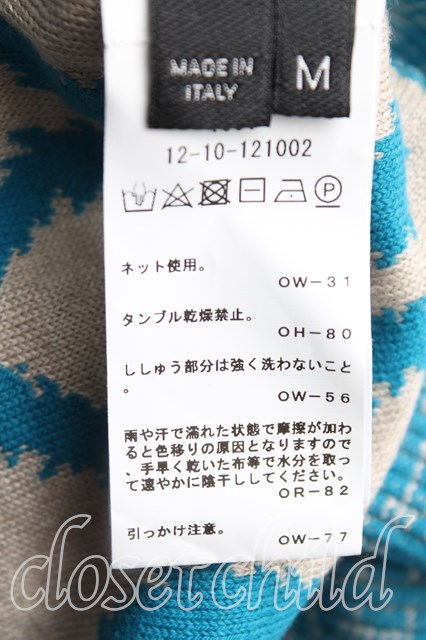 MADE IN
ITALY
M
12-10-121002
P
ネット使用。
OW-31
タンブル乾燥禁止。
OH-80
ししゅう部分は強く洗わないこと
。
OW-56
雨や汗で濡れた状態で摩擦が加わ
ると色移りの原因となりますので
、手早く乾いた布等で水分を取っ
て速やかに陰干ししてください。
OR-82
引っかけ注意。
OW-77
closet child